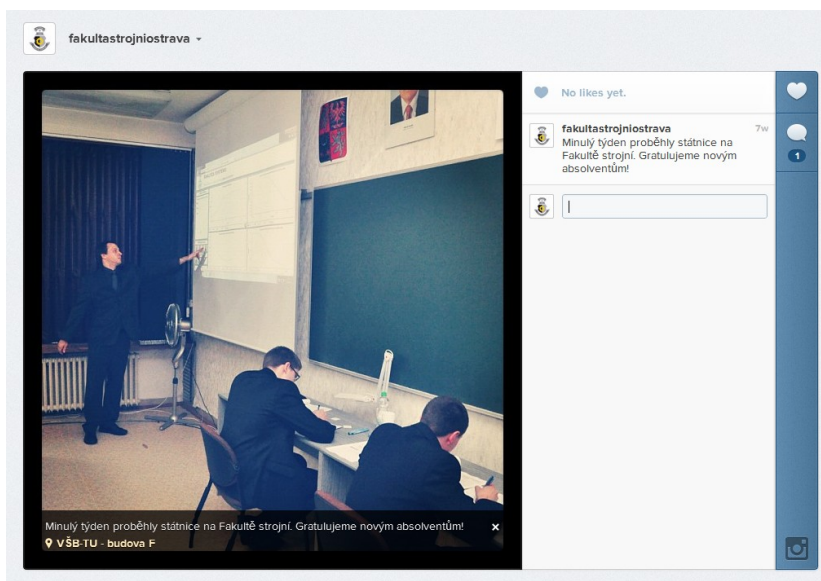 fakultastrojniostrava
No likes yet.
fakultastrojniostrava 7w
Minulý týden proběhly státnice na
Fakultě strojní. Gratulujeme novým
absolventům!
1
Minulý týden proběhly státnice na Fakultě strojní. Gratulujeme novým absolventům! ×
VŠB-TU - budova F